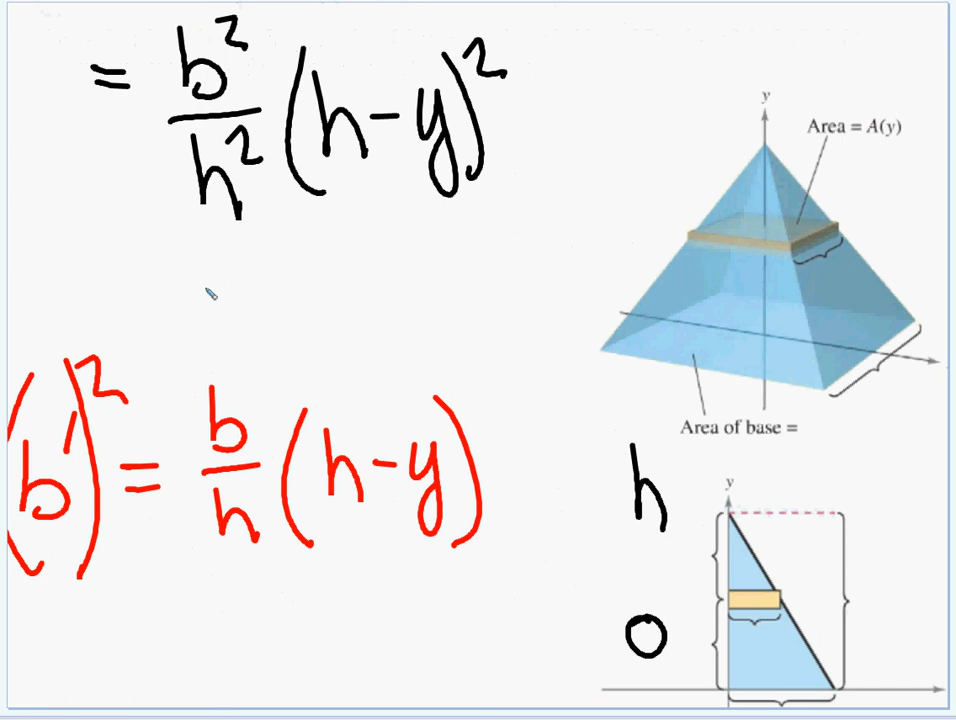 = b²/h² (h-y)²
(b')² = b/h (h-y)
y
Area = A(y)
Area of base =
h
y
0